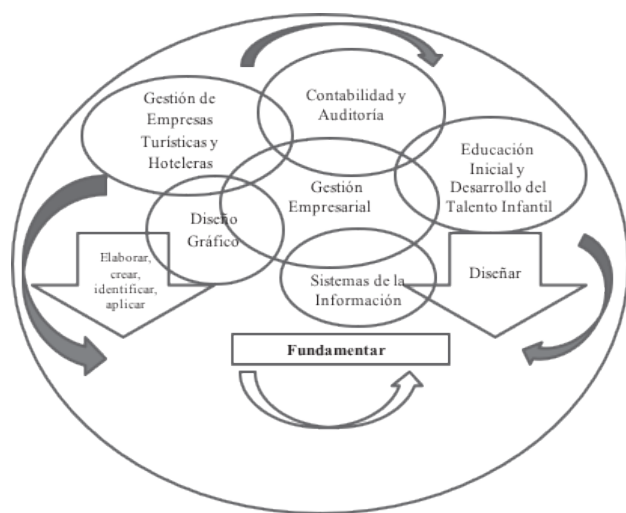 Gestión de
Empresas
Turísticas y
Hoteleras
Contabilidad y
Auditoría
Educación
Inicial y
Desarrollo del
Talento Infantil
Gestión
Empresarial
Diseño
Gráfico
Elaborar,
crear,
identificar,
aplicar
Sistemas de la
Información
Diseñar
Fundamentar